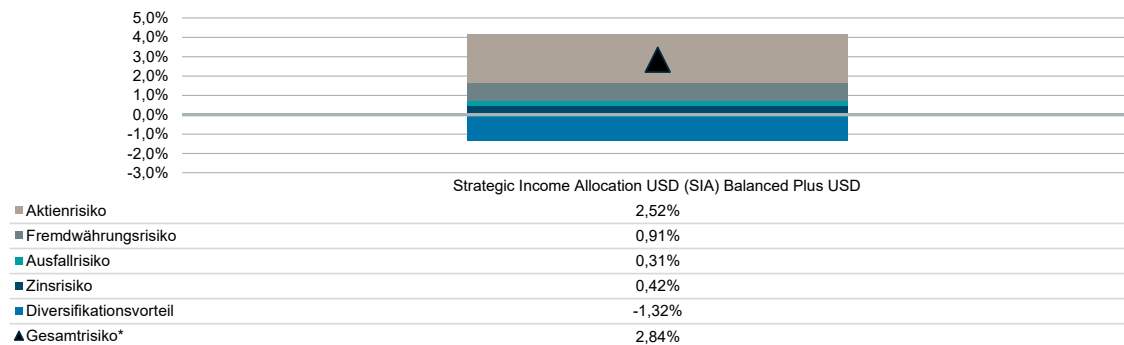 5,0%
4,0%
3,0%
2,0%
1,0%
0,0%
-1,0%
-2,0%
-3,0%
Strategic Income Allocation USD (SIA) Balanced Plus USD
Aktienrisiko 2,52%
Fremdwährungsrisiko 0,91%
Ausfallrisiko 0,31%
Zinsrisiko 0,42%
Diversifikationsvorteil -1,32%
Gesamtrisiko* 2,84%